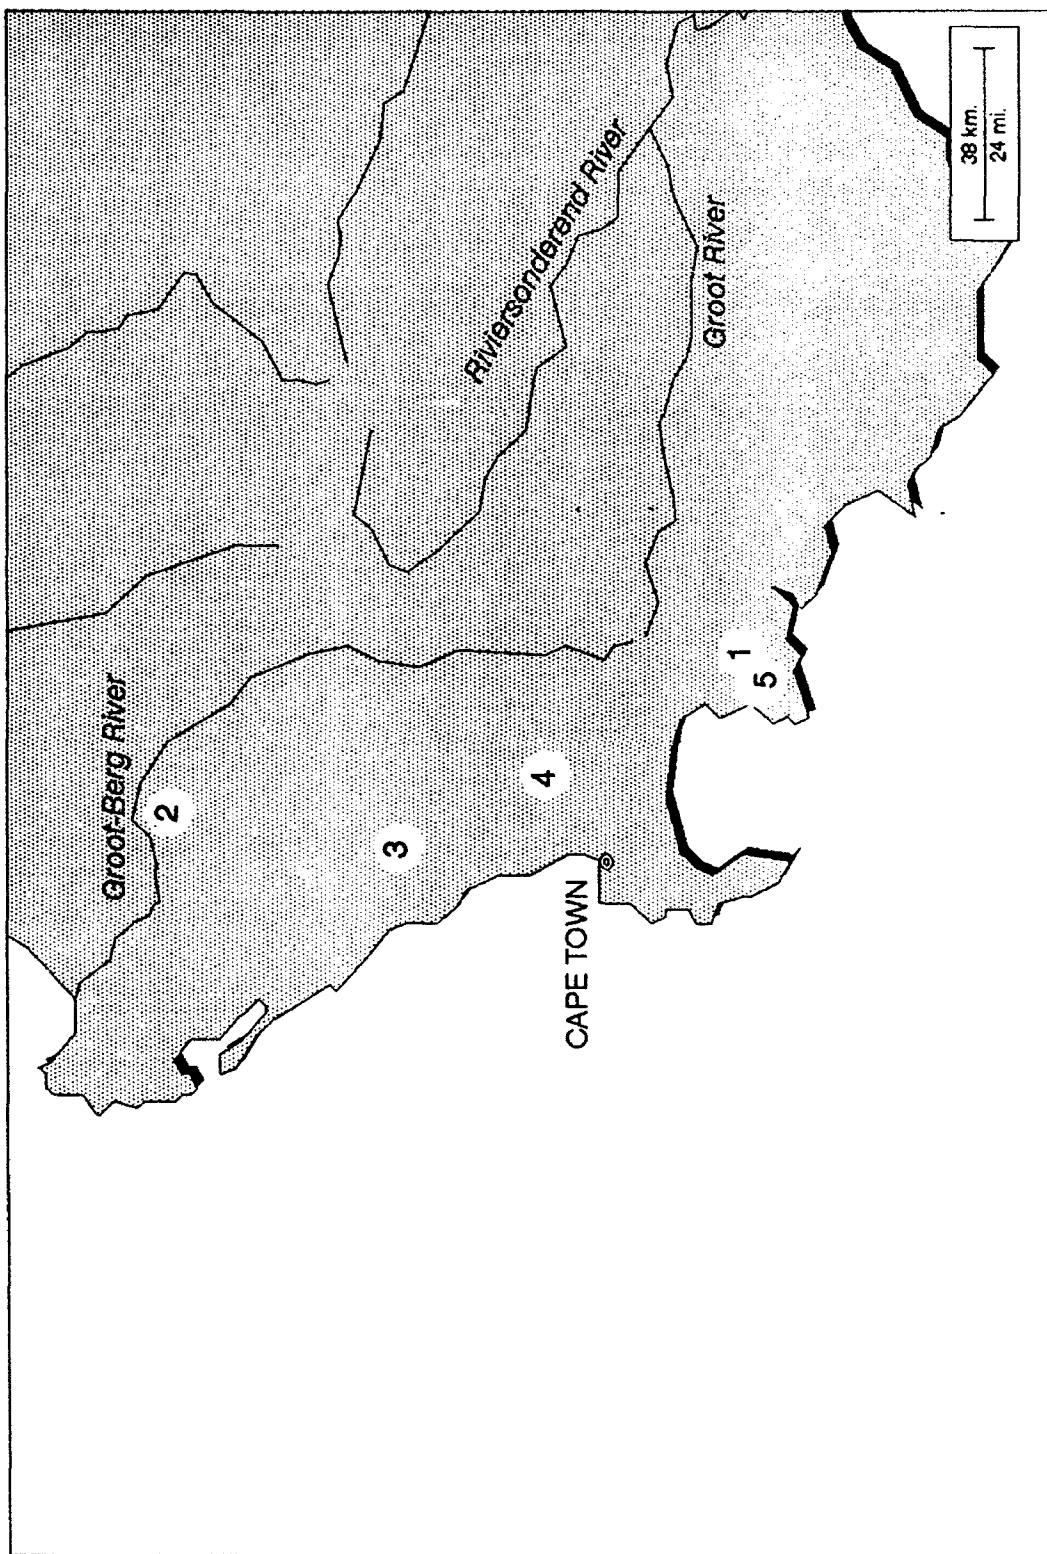 Groot-Berg River
2
3
4
CAPE TOWN
1
5
Riviersonderend River
Groot River
38 km.
24 mi.